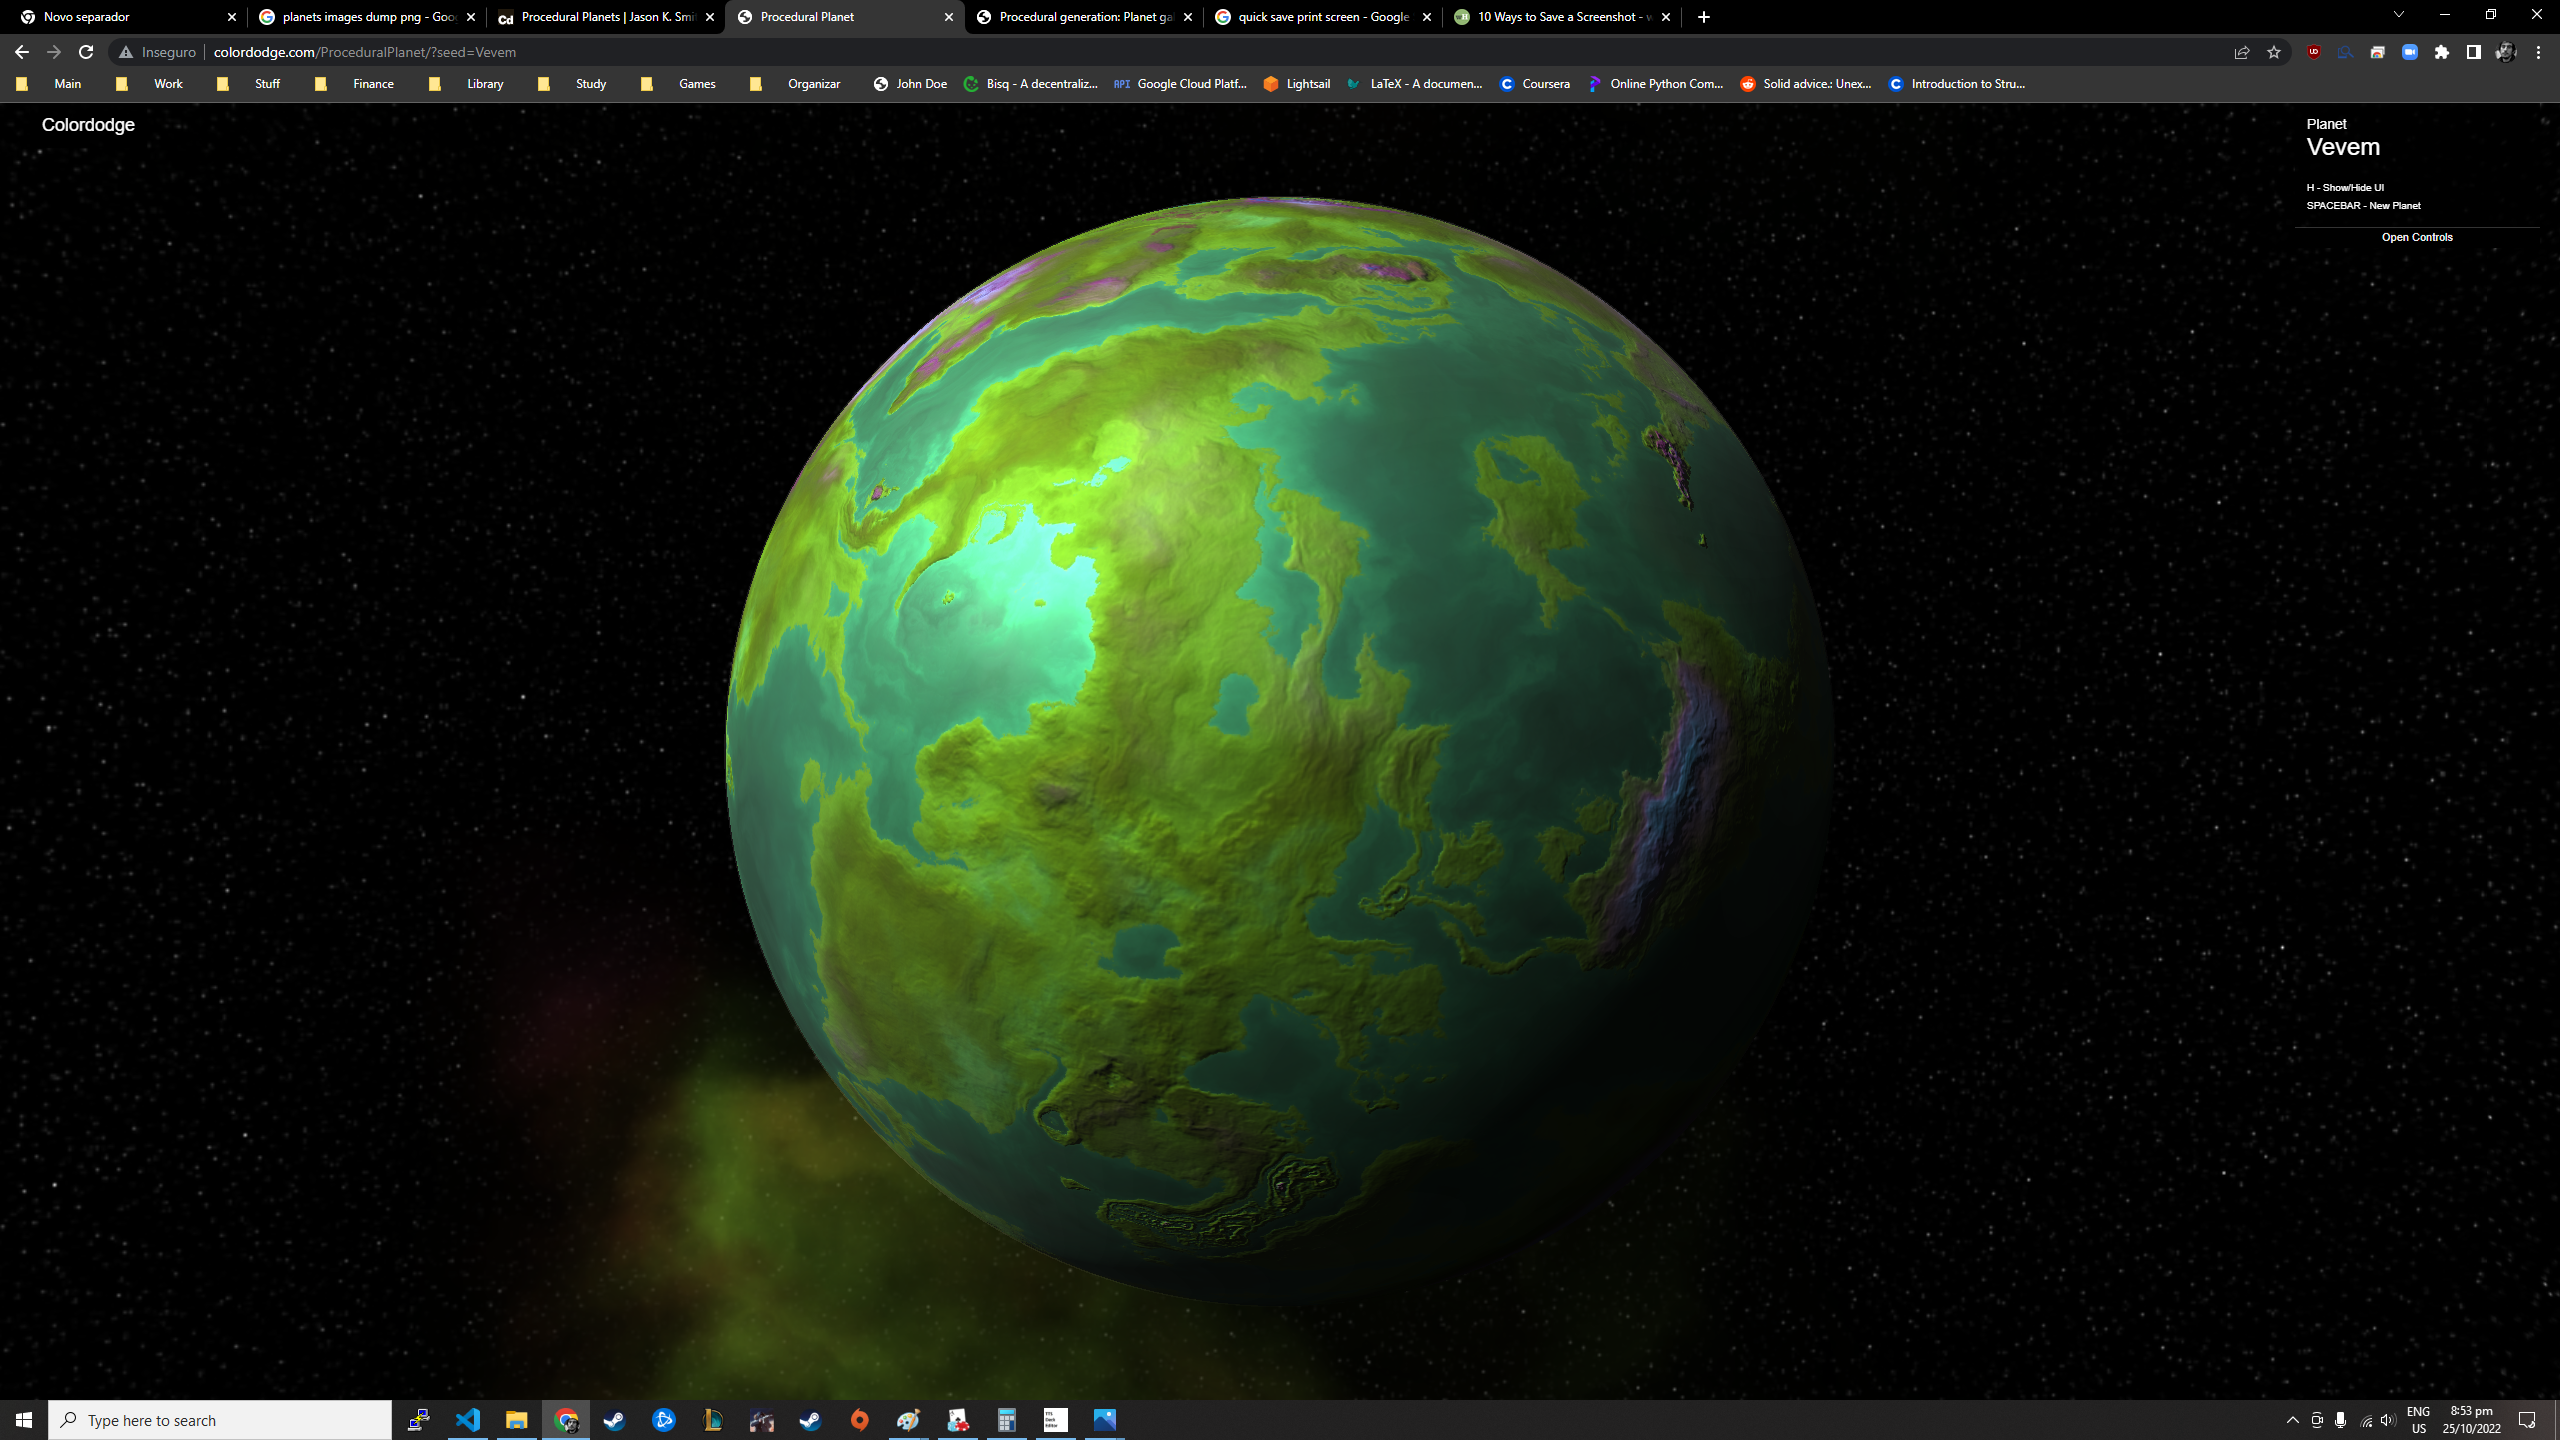 Novo separador
planets images dump png - Goo
Procedural Planets | Jason K. Smi
Procedural Planet
Procedural generation: Planet ga
quick save print screen - Google
10 Ways to Save a Screenshot - w
Inseguro
colordodge.com/ProceduralPlanet/?seed=Vevem
Main
Work
Stuff
Finance
Library
Study
Games
Organizar
John Doe
Bisq - A decentraliz...
API
Google Cloud Platf...
Lightsail
LaTeX - A documen...
Coursera
Online Python Com...
Solid advice.: Unex...
Introduction to Stru...
Colordodge
Planet
Vevem
H - Show/Hide UI
SPACEBAR - New Planet
Open Controls
Type here to search
TTS
Deck
Editor
ENG
US
8:53 pm
25/10/2022